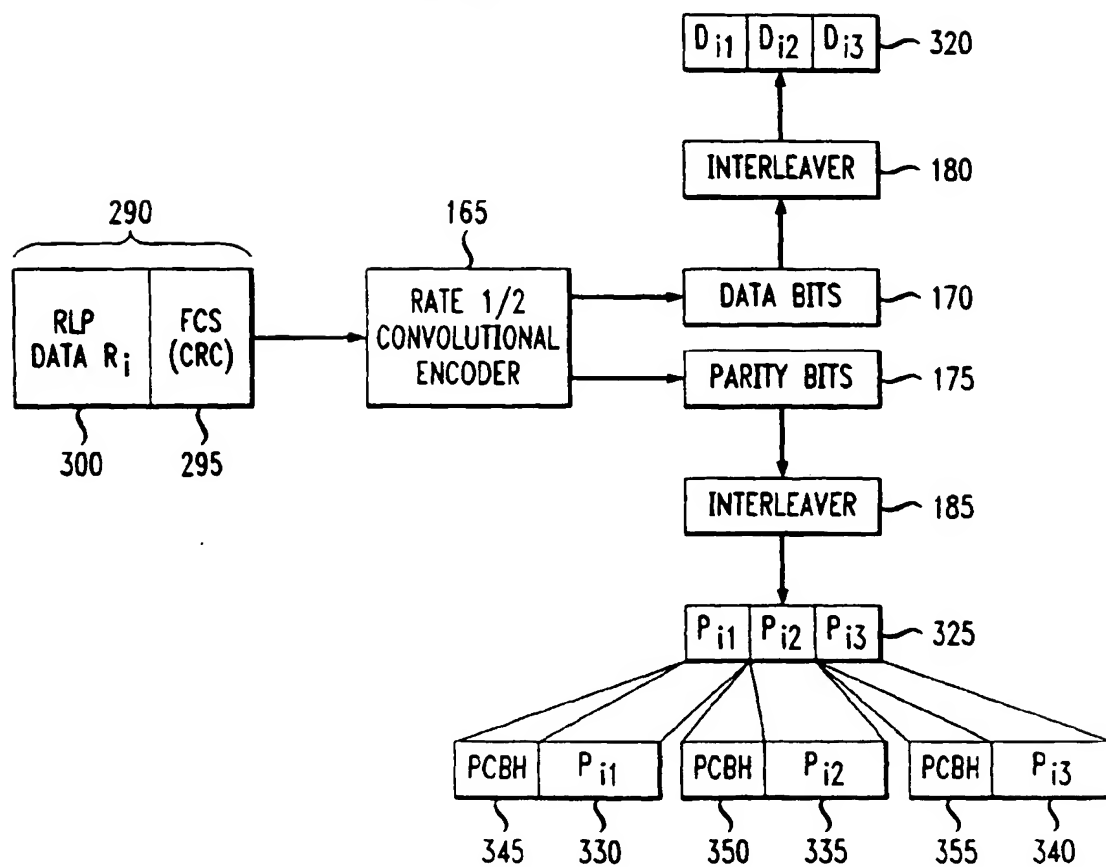 D_i1 D_i2 D_i3 320
INTERLEAVER 180
290
165
RLP DATA R_i
FCS (CRC)
RATE 1/2
CONVOLUTIONAL
ENCODER
DATA BITS 170
PARITY BITS 175
300 295
INTERLEAVER 185
P_i1 P_i2 P_i3 325
PCBH P_i1 PCBH P_i2 PCBH P_i3
345 330 350 335 355 340